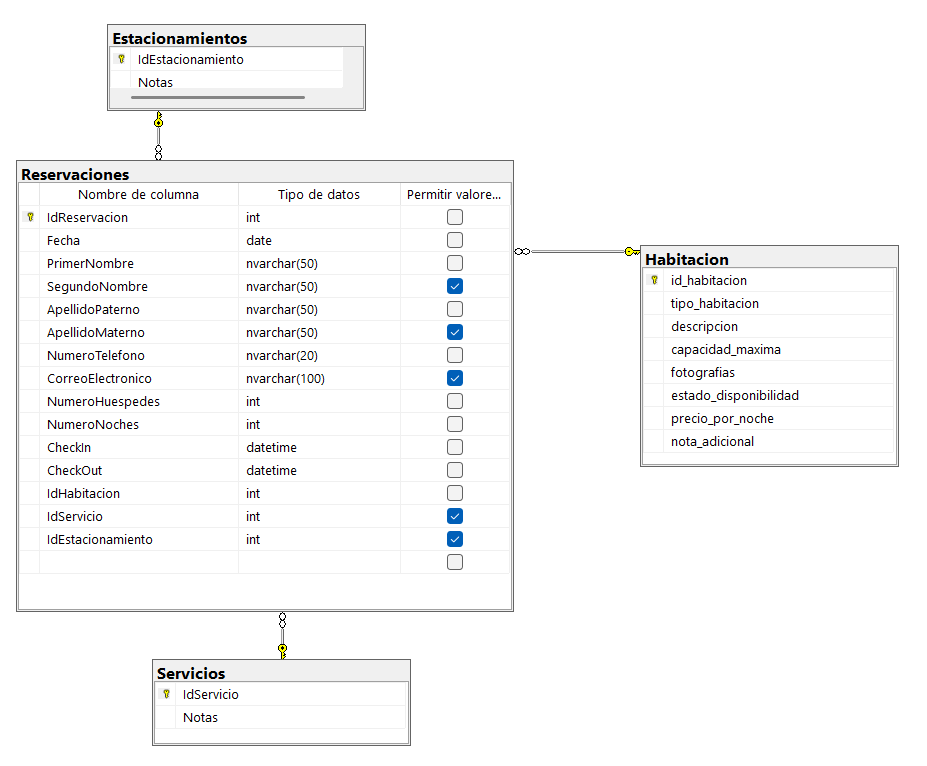 Estacionamientos
IdEstacionamiento
Notas
Reservaciones
Nombre de columna Tipo de datos Permitir valore...
IdReservacion int
Fecha date
PrimerNombre nvarchar(50)
SegundoNombre nvarchar(50)
ApellidoPaterno nvarchar(50)
ApellidoMaterno nvarchar(50)
NumeroTelefono nvarchar(20)
CorreoElectronico nvarchar(100)
NumeroHuespedes int
NumeroNoches int
CheckIn datetime
CheckOut datetime
IdHabitacion int
IdServicio int
IdEstacionamiento int
Habitacion
id_habitacion
tipo_habitacion
descripcion
capacidad_maxima
fotografias
estado_disponibilidad
precio_por_noche
nota_adicional
Servicios
IdServicio
Notas